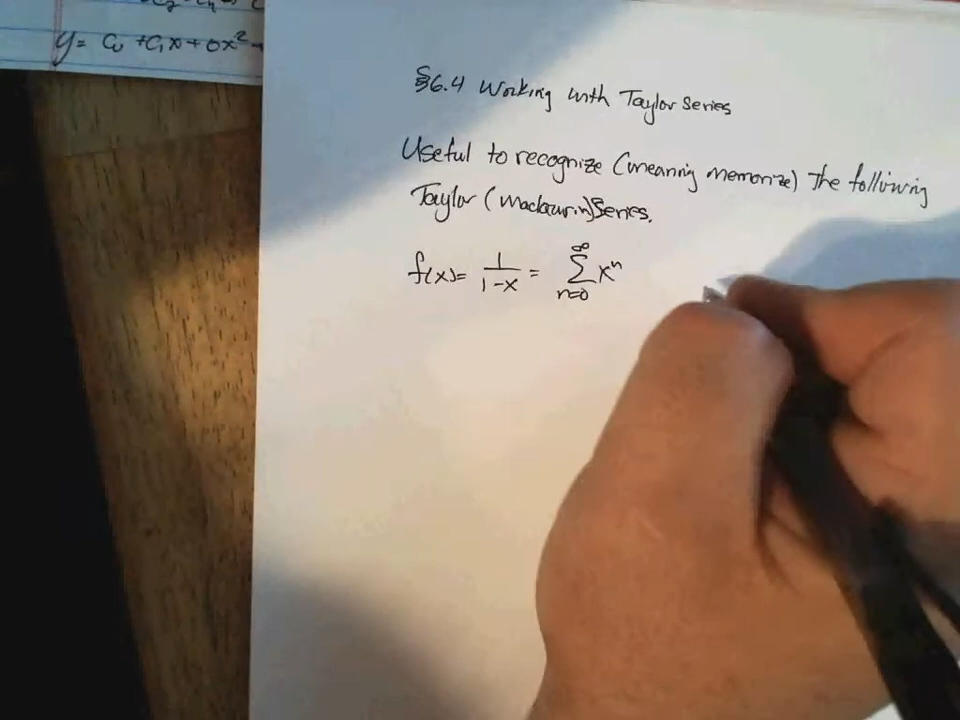 y = C₀ + C₁x + 0x² -
§6.4 Working with Taylor Series
Useful to recognize (meaning memorize) The following
Taylor (Maclaurin) Series.
f(x) = 1/(1-x) = ∑_{n=0}^{∞} xⁿ